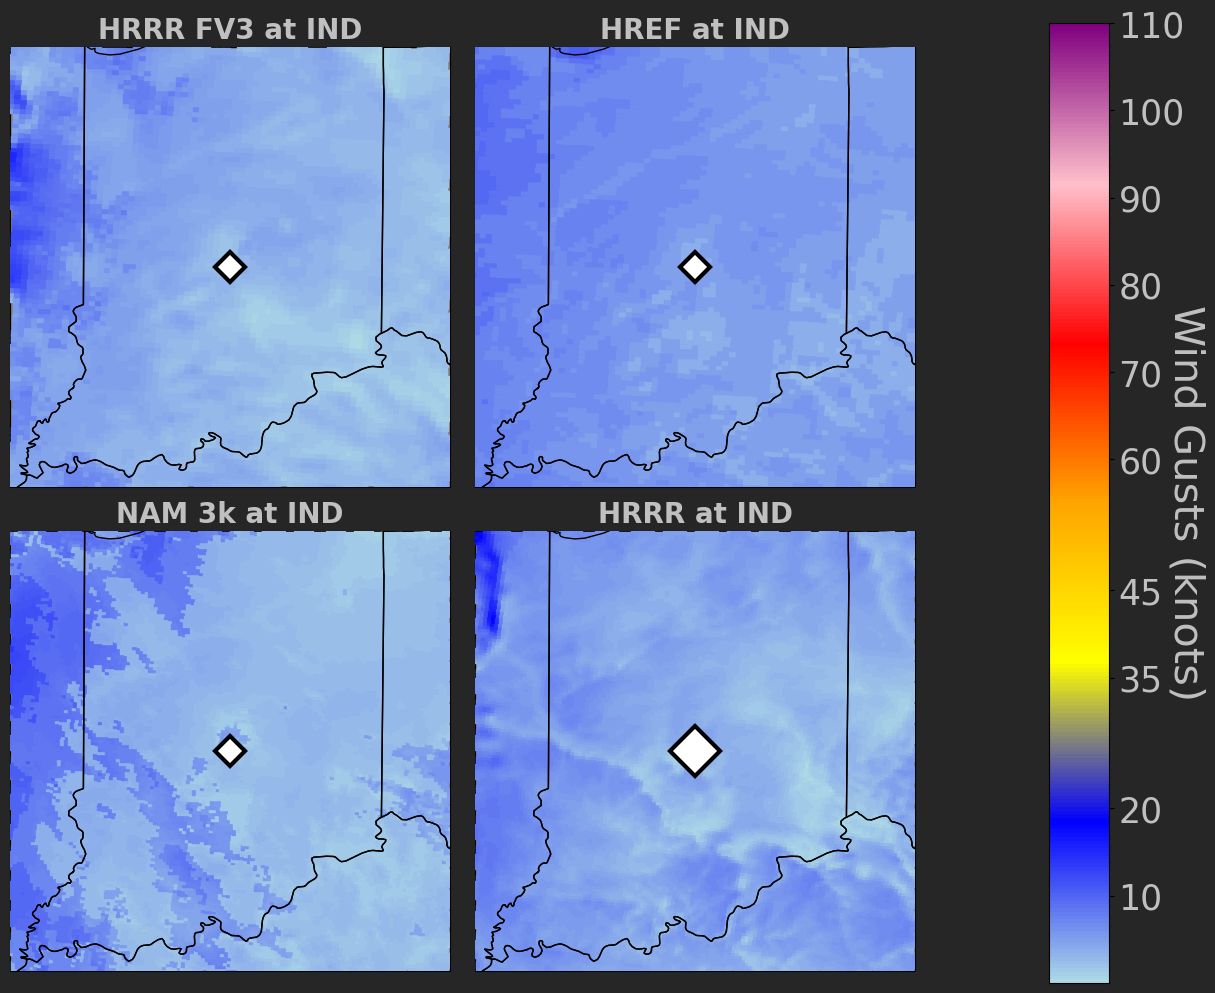 HRRR FV3 at IND
HREF at IND
NAM 3k at IND
HRRR at IND
110
100
90
80
70
60
45
35
20
10
Wind Gusts (knots)